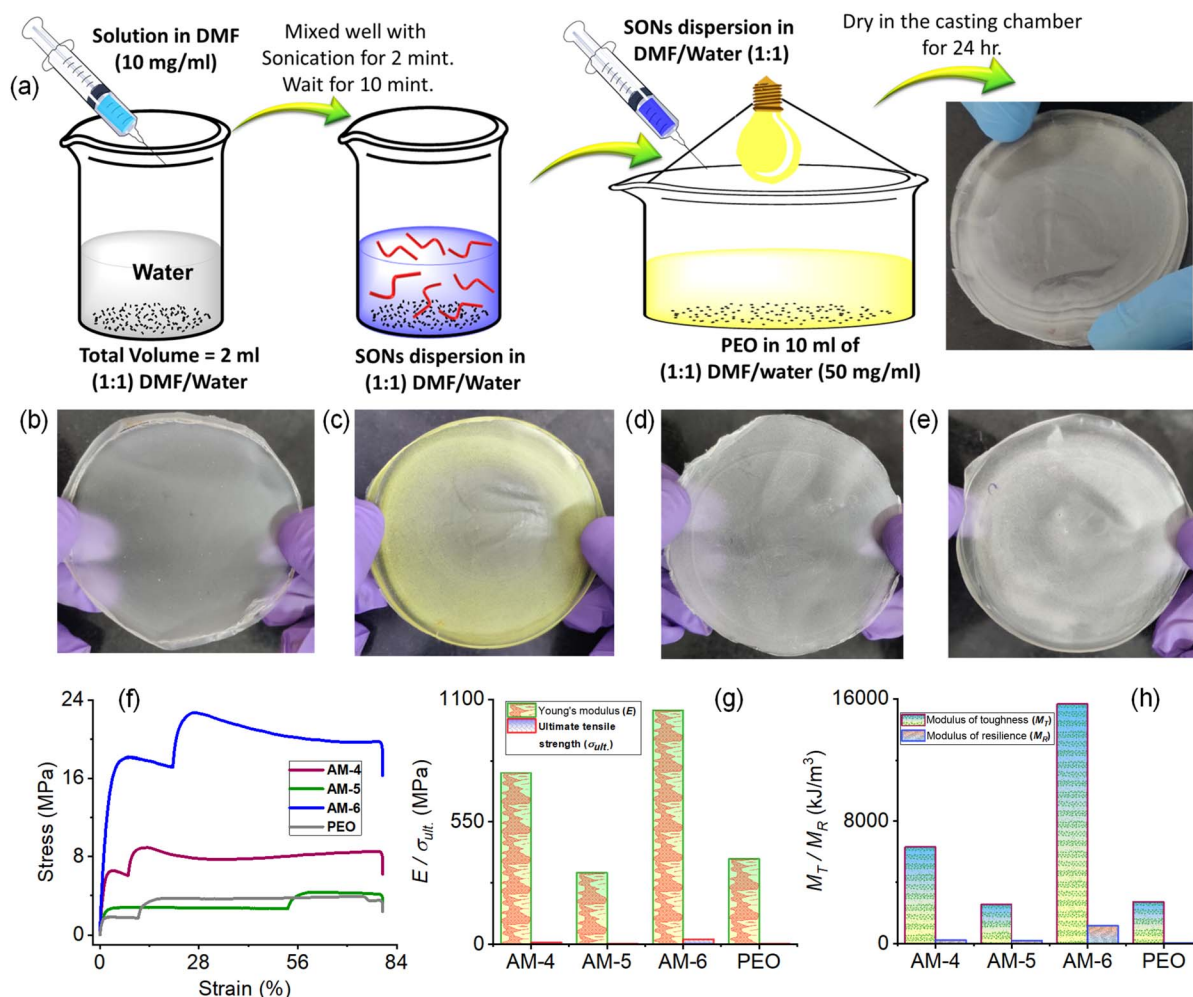 (a)
Solution in DMF
(10 mg/ml)
Mixed well with
Sonication for 2 mint.
Wait for 10 mint.
SONs dispersion in
DMF/Water (1:1)
Dry in the casting chamber
for 24 hr.
Water
Total Volume = 2 ml
(1:1) DMF/Water
SONs dispersion in
(1:1) DMF/Water
PEO in 10 ml of
(1:1) DMF/water (50 mg/ml)
(b)
(c)
(d)
(e)
(f)
24
16
8
0
Stress (MPa)
AM-4
AM-5
AM-6
PEO
0 28 56 84
Strain (%)
(g)
1100
550
0
E / σult. (MPa)
Young's modulus (E)
Ultimate tensile
strength (σult.)
AM-4 AM-5 AM-6 PEO
(h)
16000
8000
0
MT / MR (kJ/m³)
Modulus of toughness (MT)
Modulus of resilience (MR)
AM-4 AM-5 AM-6 PEO